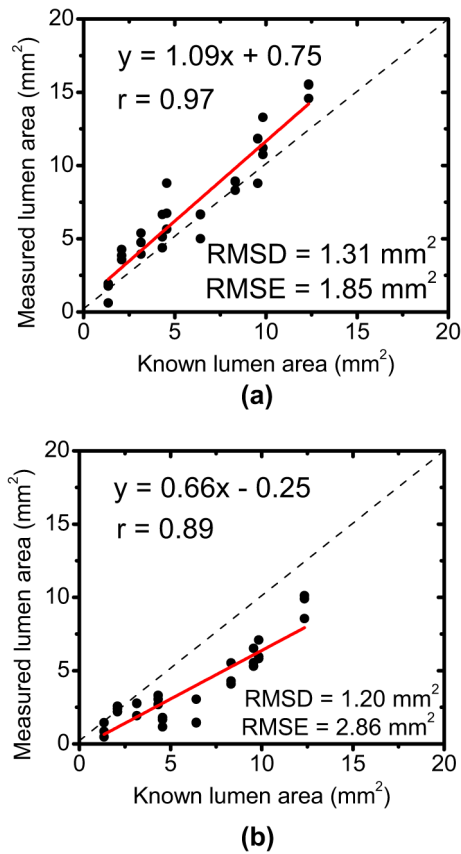 y = 1.09x + 0.75
r = 0.97
RMSD = 1.31 mm²
RMSE = 1.85 mm²
Measured lumen area (mm²)
20
15
10
5
0
0 5 10 15 20
Known lumen area (mm²)
(a)
y = 0.66x - 0.25
r = 0.89
RMSD = 1.20 mm²
RMSE = 2.86 mm²
Measured lumen area (mm²)
20
15
10
5
0
0 5 10 15 20
Known lumen area (mm²)
(b)